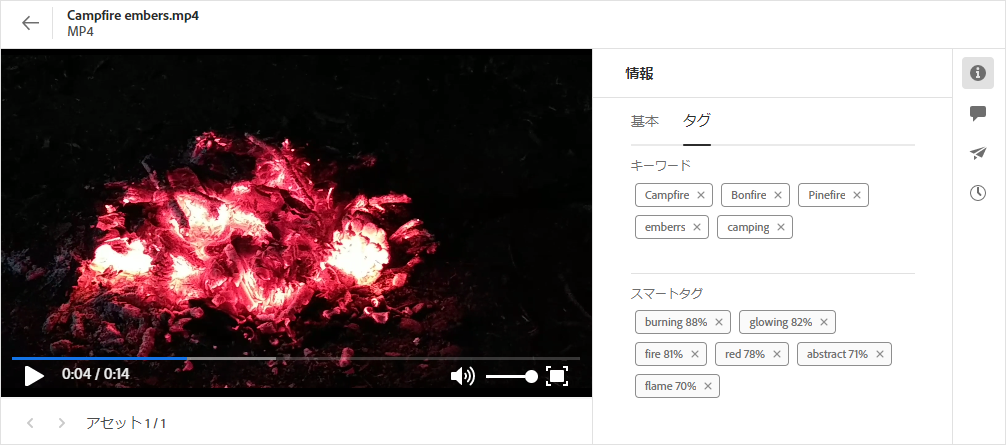 Campfire embers.mp4
MP4
情報
基本 タグ
キーワード
Campfire × Bonfire × Pinefire ×
emberrs × camping ×
スマートタグ
burning 88% × glowing 82% ×
fire 81% × red 78% × abstract 71% ×
flame 70% ×
0:04 / 0:14
アセット 1 / 1